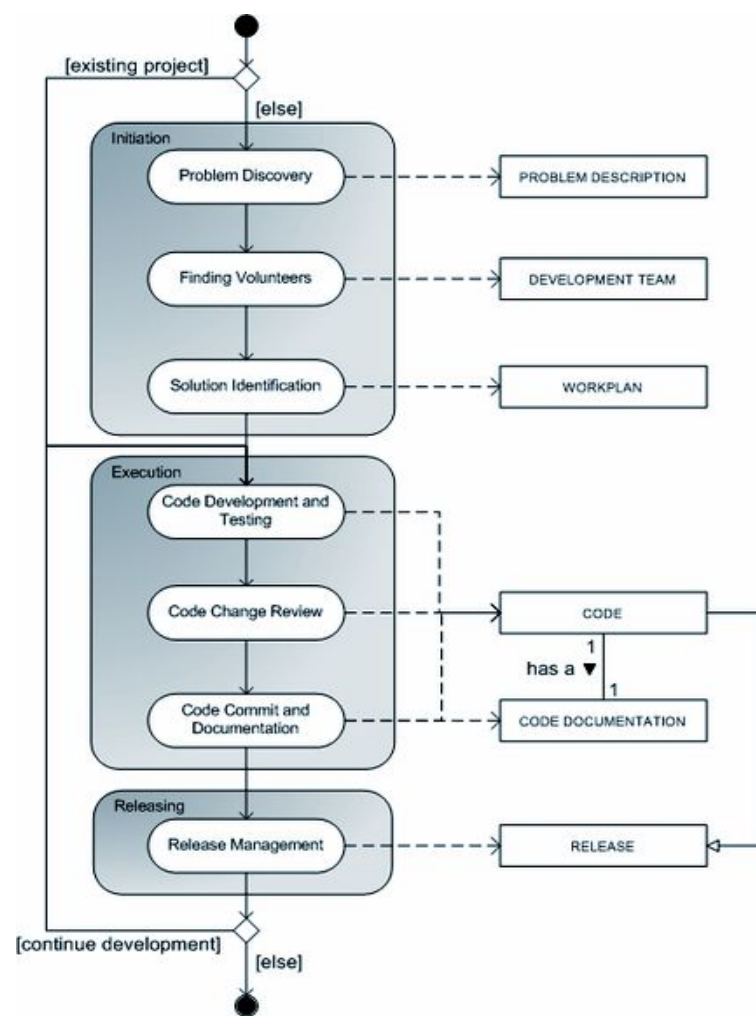 [existing project]
[else]
Initiation
Problem Discovery
PROBLEM DESCRIPTION
Finding Volunteers
DEVELOPMENT TEAM
Solution Identification
WORKPLAN
Execution
Code Development and
Testing
Code Change Review
CODE
1
has a ▼
1
Code Commit and
Documentation
CODE DOCUMENTATION
Releasing
Release Management
RELEASE
[continue development]
[else]